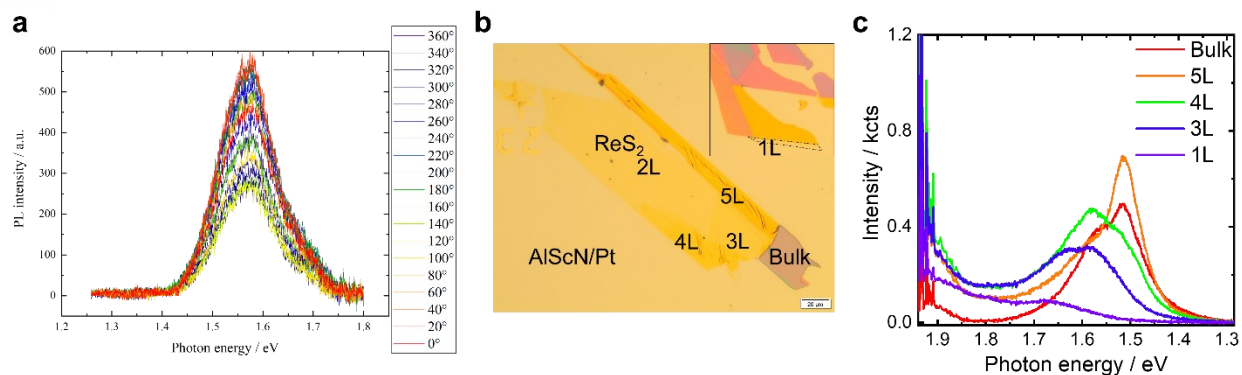 a
PL intensity / a.u.
600
500
400
300
200
100
0
1.2 1.3 1.4 1.5 1.6 1.7 1.8
Photon energy / eV
360°
340°
320°
300°
280°
260°
240°
220°
200°
180°
160°
140°
120°
100°
80°
60°
40°
20°
0°
b
ReS₂
2L
1L
5L
4L 3L
AlScN/Pt
Bulk
20 μm
c
Intensity / kcts
1.2
0.8
0.4
0.0
1.9 1.8 1.7 1.6 1.5 1.4 1.3
Photon energy / eV
Bulk
5L
4L
3L
1L